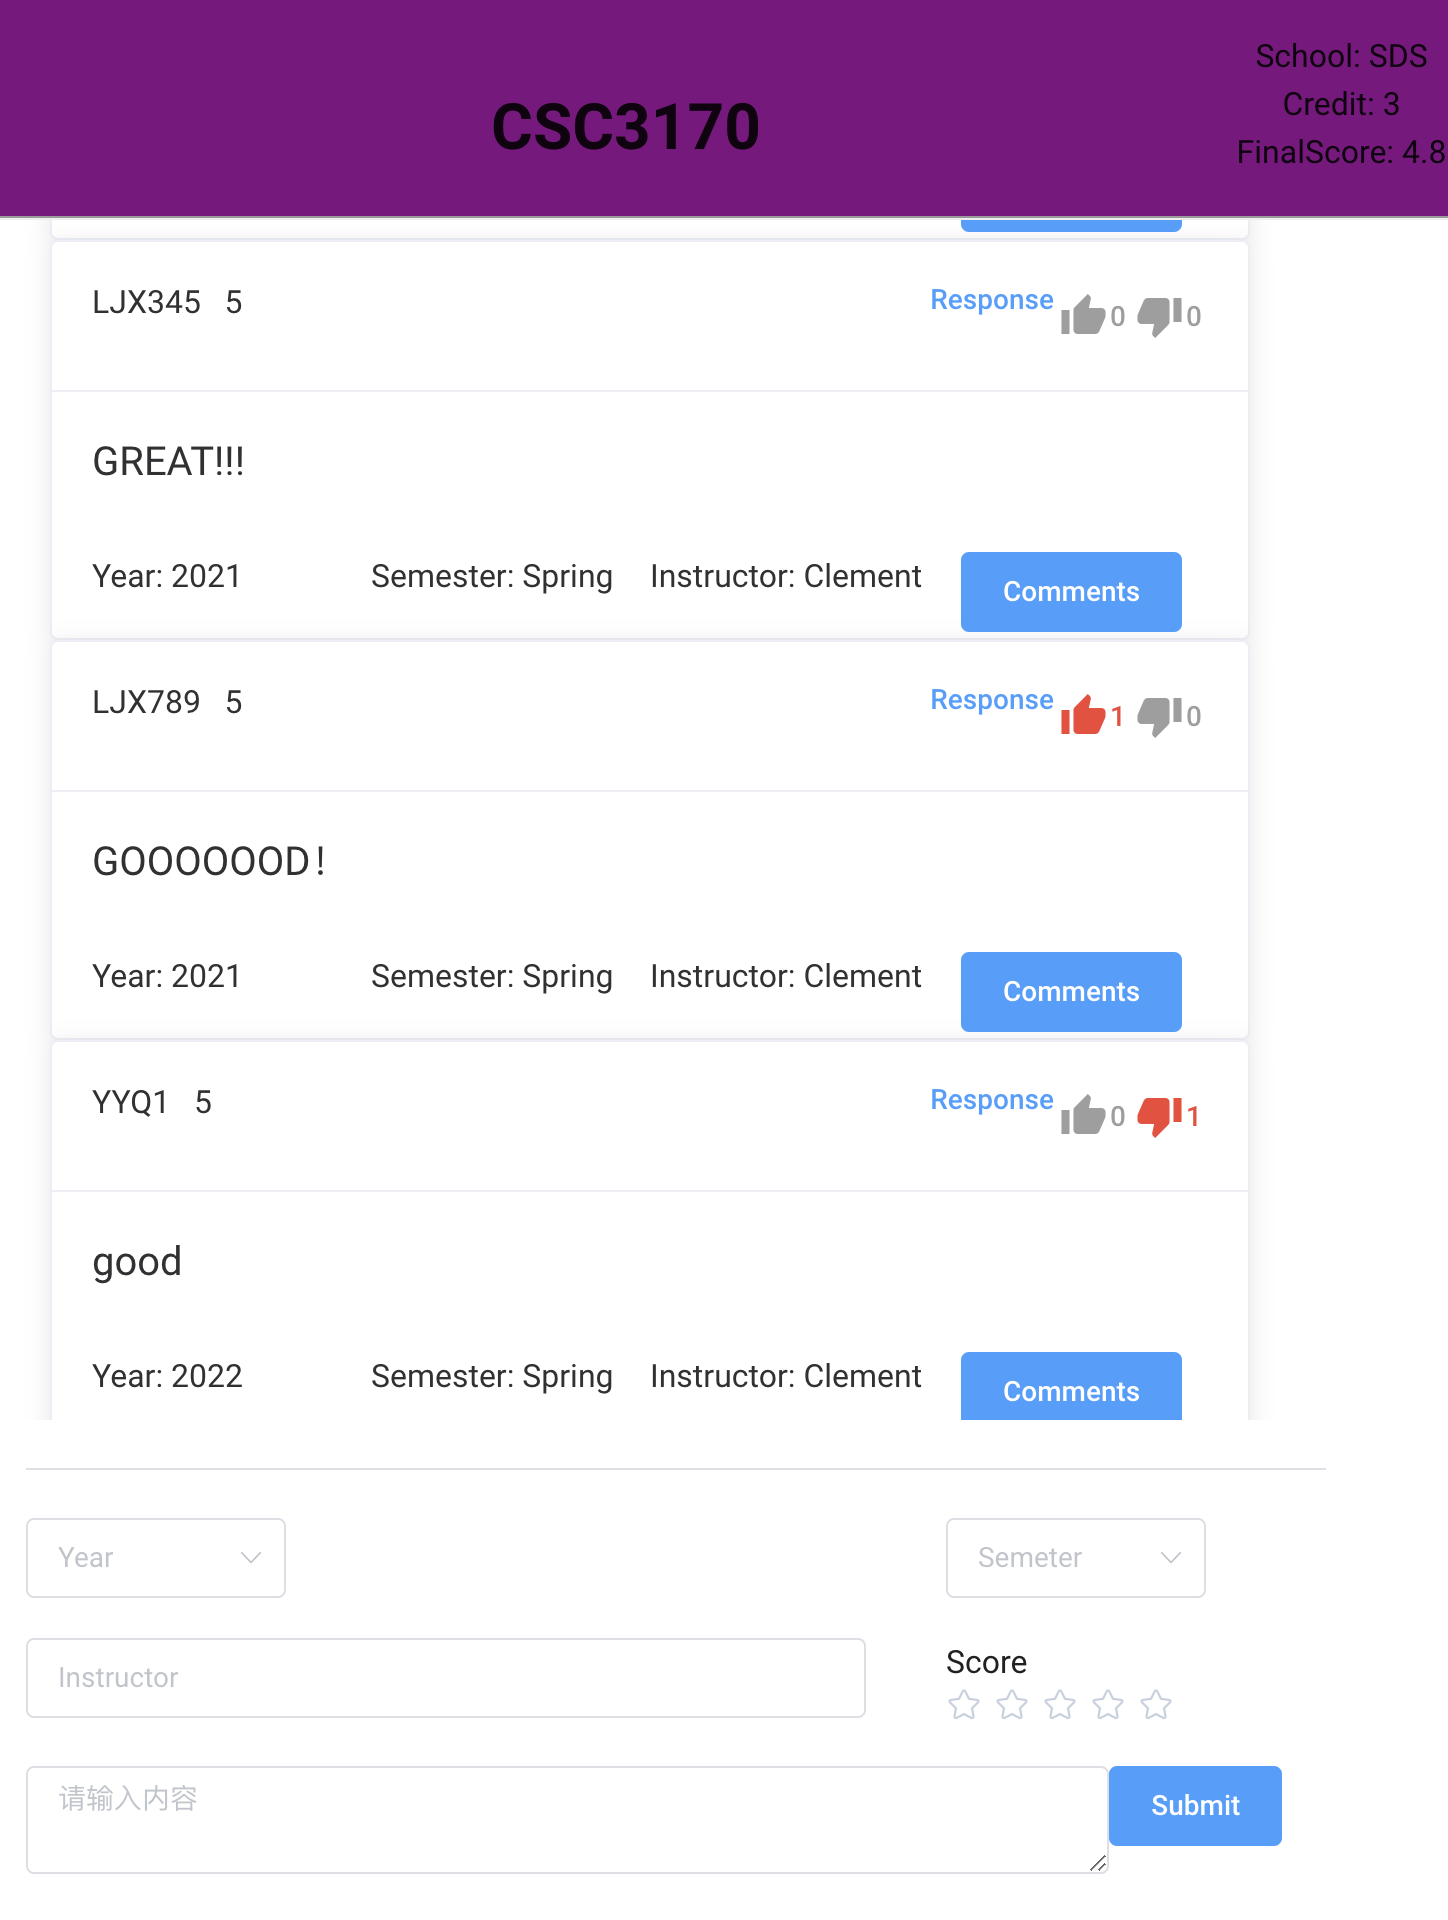 School: SDS
Credit: 3
CSC3170
FinalScore: 4.8
LJX345 5 Response 0 0
GREAT!!!
Year: 2021 Semester: Spring Instructor: Clement Comments
LJX789 5 Response 1 0
GOOOOOOD!
Year: 2021 Semester: Spring Instructor: Clement Comments
YYQ1 5 Response 0 1
good
Year: 2022 Semester: Spring Instructor: Clement Comments
Year Semeter
Instructor Score
请输入内容 Submit